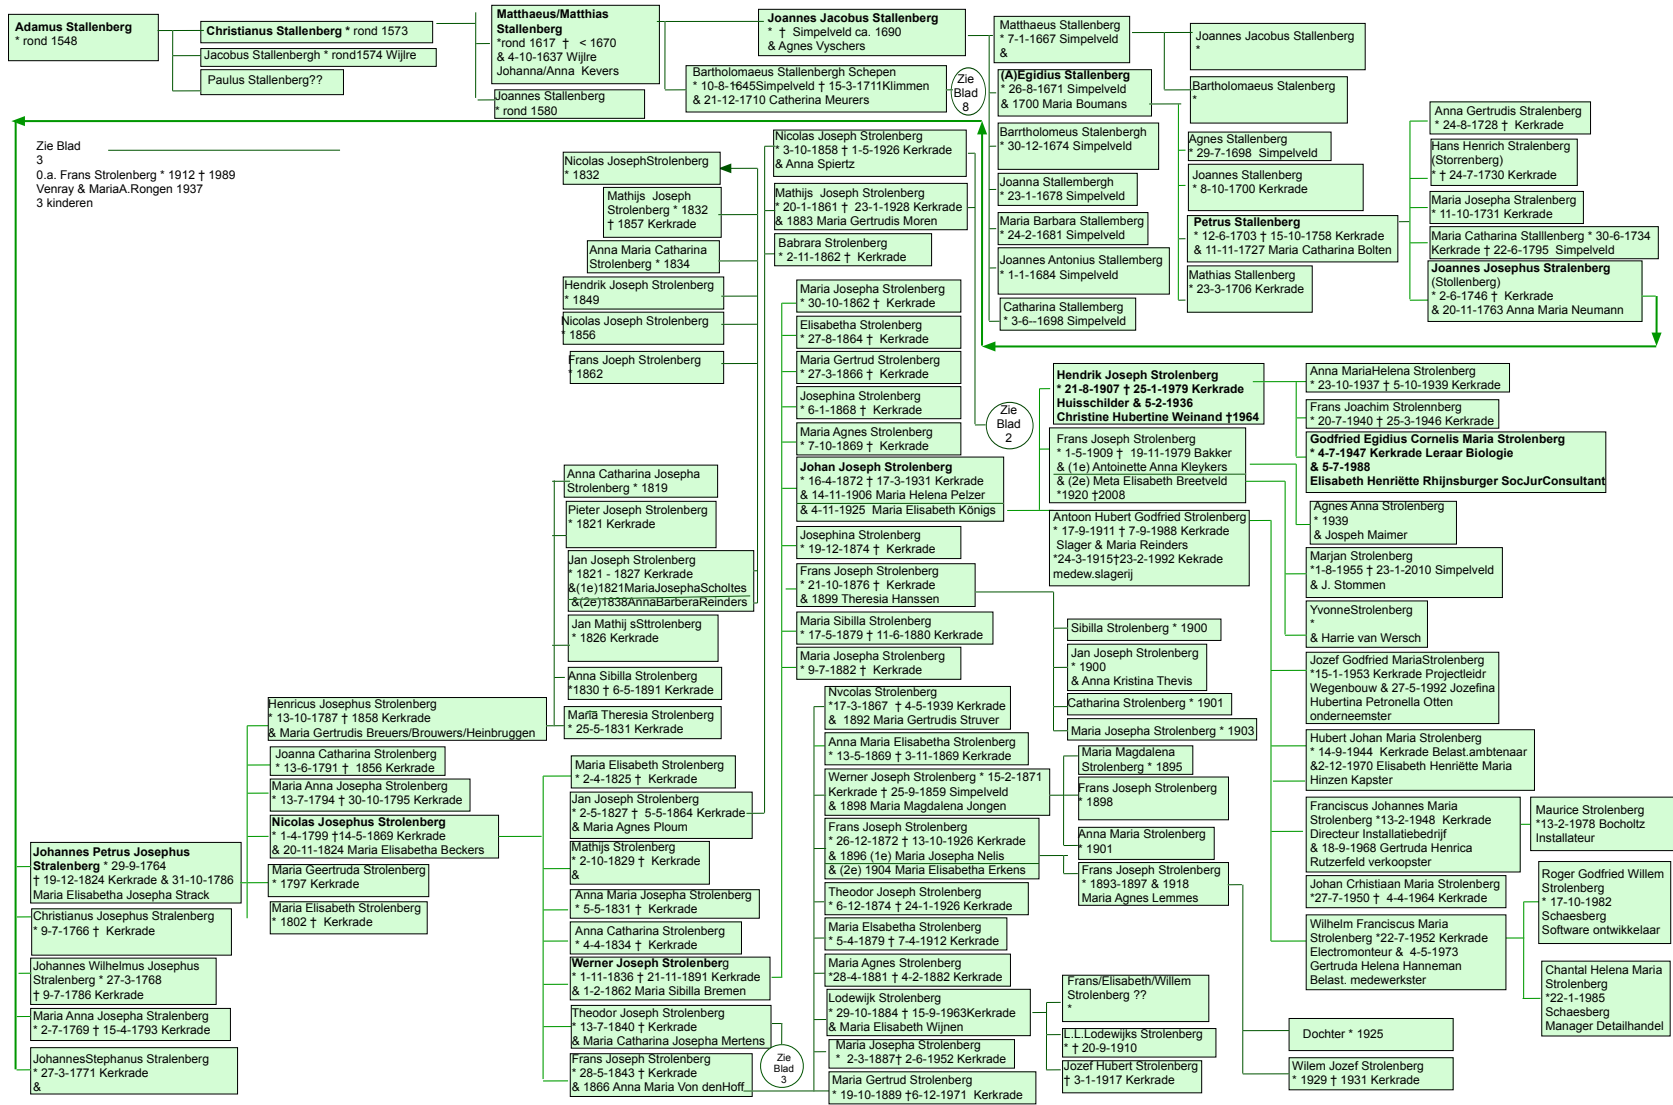 Adamus Stallenberg
* rond 1548
Christianus Stallenberg * rond 1573
Jacobus Stallenbergh * rond1574 Wijlre
Paulus Stallenberg??
Matthaeus/Matthias
Stallenberg
*rond 1617 † < 1670
& 4-10-1637 Wijlre
Johanna/Anna Kevers
Joannes Stallenberg
* rond 1580
Joannes Jacobus Stallenberg
* † Simpelveld ca. 1690
& Agnes Vyschers
Bartholomaeus Stallenbergh Schepen
* 10-8-1645Simpelveld † 15-3-1711Klimmen
& 21-12-1710 Catherina Meurers
Zie
Blad
8
Matthaeus Stallenberg
* 7-1-1667 Simpelveld
&
(A)Egidius Stallenberg
* 26-8-1671 Simpelveld
& 1700 Maria Boumans
Barrtholomeus Stalenbergh
* 30-12-1674 Simpelveld
Joanna Stallembergh
* 23-1-1678 Simpelveld
Maria Barbara Stallemberg
* 24-2-1681 Simpelveld
Joannes Antonius Stallemberg
* 1-1-1684 Simpelveld
Catharina Stallemberg
* 3-6--1698 Simpelveld
Joannes Jacobus Stallenberg
*
Bartholomaeus Stalenberg
*
Agnes Stallenberg
* 29-7-1698 Simpelveld
Joannes Stallenberg
* 8-10-1700 Kerkrade
Petrus Stallenberg
* 12-6-1703 † 15-10-1758 Kerkrade
& 11-11-1727 Maria Catharina Bolten
Mathias Stallenberg
* 23-3-1706 Kerkrade
Anna Gertrudis Stralenberg
* 24-8-1728 † Kerkrade
Hans Henrich Stralenberg
(Storrenberg)
* † 24-7-1730 Kerkrade
Maria Josepha Stralenberg
* 11-10-1731 Kerkrade
Maria Catharina Stalllenberg * 30-6-1734
Kerkrade † 22-6-1795 Simpelveld
Joannes Josephus Stralenberg
(Stollenberg)
* 2-6-1746 † Kerkrade
& 20-11-1763 Anna Maria Neumann
Zie Blad
3
0.a. Frans Strolenberg * 1912 † 1989
Venray & MariaA.Rongen 1937
3 kinderen
Nicolas JosephStrolenberg
* 1832
Mathijs Joseph
Strolenberg * 1832
† 1857 Kerkrade
Anna Maria Catharina
Strolenberg * 1834
Hendrik Joseph Strolenberg
* 1849
Nicolas Joseph Strolenberg
* 1856
Frans Joeph Strolenberg
* 1862
Nicolas Joseph Strolenberg
* 3-10-1858 † 1-5-1926 Kerkrade
& Anna Spiertz
Mathijs Joseph Strolenberg
* 20-1-1861 † 23-1-1928 Kerkrade
& 1883 Maria Gertrudis Moren
Babrara Strolenberg
* 2-11-1862 † Kerkrade
Maria Josepha Strolenberg
* 30-10-1862 † Kerkrade
Elisabetha Strolenberg
* 27-8-1864 † Kerkrade
Maria Gertrud Strolenberg
* 27-3-1866 † Kerkrade
Josephina Strolenberg
* 6-1-1868 † Kerkrade
Maria Agnes Strolenberg
* 7-10-1869 † Kerkrade
Johan Joseph Strolenberg
* 16-4-1872 † 17-3-1931 Kerkrade
& 14-11-1906 Maria Helena Pelzer
& 4-11-1925 Maria Elisabeth Königs
Josephina Strolenberg
* 19-12-1874 † Kerkrade
Frans Joseph Strolenberg
* 21-10-1876 † Kerkrade
& 1899 Theresia Hanssen
Maria Sibilla Strolenberg
* 17-5-1879 † 11-6-1880 Kerkrade
Maria Josepha Strolenberg
* 9-7-1882 † Kerkrade
Zie
Blad
2
Hendrik Joseph Strolenberg
* 21-8-1907 † 25-1-1979 Kerkrade
Huisschilder & 5-2-1936
Christine Hubertine Weinand †1964
Frans Joseph Strolenberg
* 1-5-1909 † 19-11-1979 Bakker
& (1e) Antoinette Anna Kleykers
& (2e) Meta Elisabeth Breetveld
*1920 †2008
Antoon Hubert Godfried Strolenberg
* 17-9-1911 † 7-9-1988 Kerkrade
Slager & Maria Reinders
*24-3-1915†23-2-1992 Kekrade
medew.slagerij
Anna MariaHelena Strolenberg
* 23-10-1937 † 5-10-1939 Kerkrade
Frans Joachim Strolennberg
* 20-7-1940 † 25-3-1946 Kerkrade
Godfried Egidius Cornelis Maria Strolenberg
* 4-7-1947 Kerkrade Leraar Biologie
& 5-7-1988
Elisabeth Henriëtte Rhijnsburger SocJurConsultant
Agnes Anna Strolenberg
* 1939
& Jospeh Maimer
Marjan Strolenberg
*1-8-1955 † 23-1-2010 Simpelveld
& J. Stommen
YvonneStrolenberg
*
& Harrie van Wersch
Jozef Godfried MariaStrolenberg
*15-1-1953 Kerkrade Projectleidr
Wegenbouw & 27-5-1992 Jozefina
Hubertina Petronella Otten
onderneemster
Hubert Johan Maria Strolenberg
* 14-9-1944 Kerkrade Belast.ambtenaar
&2-12-1970 Elisabeth Henriëtte Maria
Hinzen Kapster
Franciscus Johannes Maria
Strolenberg *13-2-1948 Kerkrade
Directeur Installatiebedrijf
& 18-9-1968 Gertruda Henrica
Rutzerfeld verkoopster
Johan Crhistiaan Maria Strolenberg
*27-7-1950 † 4-4-1964 Kerkrade
Wilhelm Franciscus Maria
Strolenberg *22-7-1952 Kerkrade
Electromonteur & 4-5-1973
Gertruda Helena Hanneman
Belast. medewerkster
Maurice Strolenberg
*13-2-1978 Bocholtz
Installateur
Roger Godfried Willem
Strolenberg
* 17-10-1982
Schaesberg
Software ontwikkelaar
Chantal Helena Maria
Strolenberg
*22-1-1985
Schaesberg
Manager Detailhandel
Anna Catharina Josepha
Strolenberg * 1819
Pieter Joseph Strolenberg
* 1821 Kerkrade
Jan Joseph Strolenberg
* 1821 - 1827 Kerkrade
&(1e)1821MariaJosephaScholtes
&(2e)1838AnnaBarberaReinders
Jan Mathij sSttrolenberg
* 1826 Kerkrade
Anna Sibilla Strolenberg
*1830 † 6-5-1891 Kerkrade
Maria Theresia Strolenberg
* 25-5-1831 Kerkrade
Sibilla Strolenberg * 1900
Jan Joseph Strolenberg
* 1900
& Anna Kristina Thevis
Catharina Strolenberg * 1901
Maria Josepha Strolenberg * 1903
Henricus Josephus Strolenberg
* 13-10-1787 † 1858 Kerkrade
& Maria Gertrudis Breuers/Brouwers/Heinbruggen
Joanna Catharina Strolenberg
* 13-6-1791 † 1856 Kerkrade
Maria Anna Josepha Strolenberg
* 13-7-1794 † 30-10-1795 Kerkrade
Nicolas Josephus Strolenberg
* 1-4-1799 †14-5-1869 Kerkrade
& 20-11-1824 Maria Elisabetha Beckers
Maria Geertruda Strolenberg
* 1797 Kerkrade
Maria Elisabeth Strolenberg
* 1802 † Kerkrade
Johannes Petrus Josephus
Stralenberg * 29-9-1764
† 19-12-1824 Kerkrade & 31-10-1786
Maria Elisabetha Josepha Strack
Christianus Josephus Stralenberg
* 9-7-1766 † Kerkrade
Johannes Wilhelmus Josephus
Stralenberg * 27-3-1768
† 9-7-1786 Kerkrade
Maria Anna Josepha Stralenberg
* 2-7-1769 † 15-4-1793 Kerkrade
JohannesStephanus Stralenberg
* 27-3-1771 Kerkrade
&
Maria Elisabeth Strolenberg
* 2-4-1825 † Kerkrade
Jan Joseph Strolenberg
* 2-5-1827 † 5-5-1864 Kerkrade
& Maria Agnes Ploum
Mathijs Strolenberg
* 2-10-1829 † Kerkrade
&
Anna Maria Josepha Strolenberg
* 5-5-1831 † Kerkrade
Anna Catharina Strolenberg
* 4-4-1834 † Kerkrade
Werner Joseph Strolenberg
* 1-11-1836 † 21-11-1891 Kerkrade
& 1-2-1862 Maria Sibilla Bremen
Theodor Joseph Strolenberg
* 13-7-1840 † Kerkrade
& Maria Catharina Josepha Mertens
Frans Joseph Strolenberg
* 28-5-1843 † Kerkrade
& 1866 Anna Maria Von denHoff
Zie
Blad
3
Nvcolas Strolenberg
*17-3-1867 † 4-5-1939 Kerkrade
& 1892 Maria Gertrudis Struver
Anna Maria Elisabetha Strolenberg
* 13-5-1869 † 3-11-1869 Kerkrade
Werner Joseph Strolenberg * 15-2-1871
Kerkrade † 25-9-1859 Simpelveld
& 1898 Maria Magdalena Jongen
Frans Joseph Strolenberg
* 26-12-1872 † 13-10-1926 Kerkrade
& 1896 (1e) Maria Josepha Nelis
& (2e) 1904 Maria Elisabetha Erkens
Theodor Joseph Strolenberg
* 6-12-1874 † 24-1-1926 Kerkrade
Maria Elsabetha Strolenberg
* 5-4-1879 † 7-4-1912 Kerkrade
Maria Agnes Strolenberg
*28-4-1881 † 4-2-1882 Kerkrade
Lodewijk Strolenberg
* 29-10-1884 † 15-9-1963Kerkrade
& Maria Elisabeth Wijnen
Maria Josepha Strolenberg
* 2-3-1887† 2-6-1952 Kerkrade
Maria Gertrud Strolenberg
* 19-10-1889 †6-12-1971 Kerkrade
Maria Magdalena
Strolenberg * 1895
Frans Joseph Strolenberg
* 1898
Anna Maria Strolenberg
* 1901
Frans Joseph Strolenberg
* 1893-1897 & 1918
Maria Agnes Lemmes
Frans/Elisabeth/Willem
Strolenberg ??
*
L.L.Lodewijks Strolenberg
* † 20-9-1910
Jozef Hubert Strolenberg
† 3-1-1917 Kerkrade
Dochter * 1925
Wilem Jozef Strolenberg
* 1929 † 1931 Kerkrade